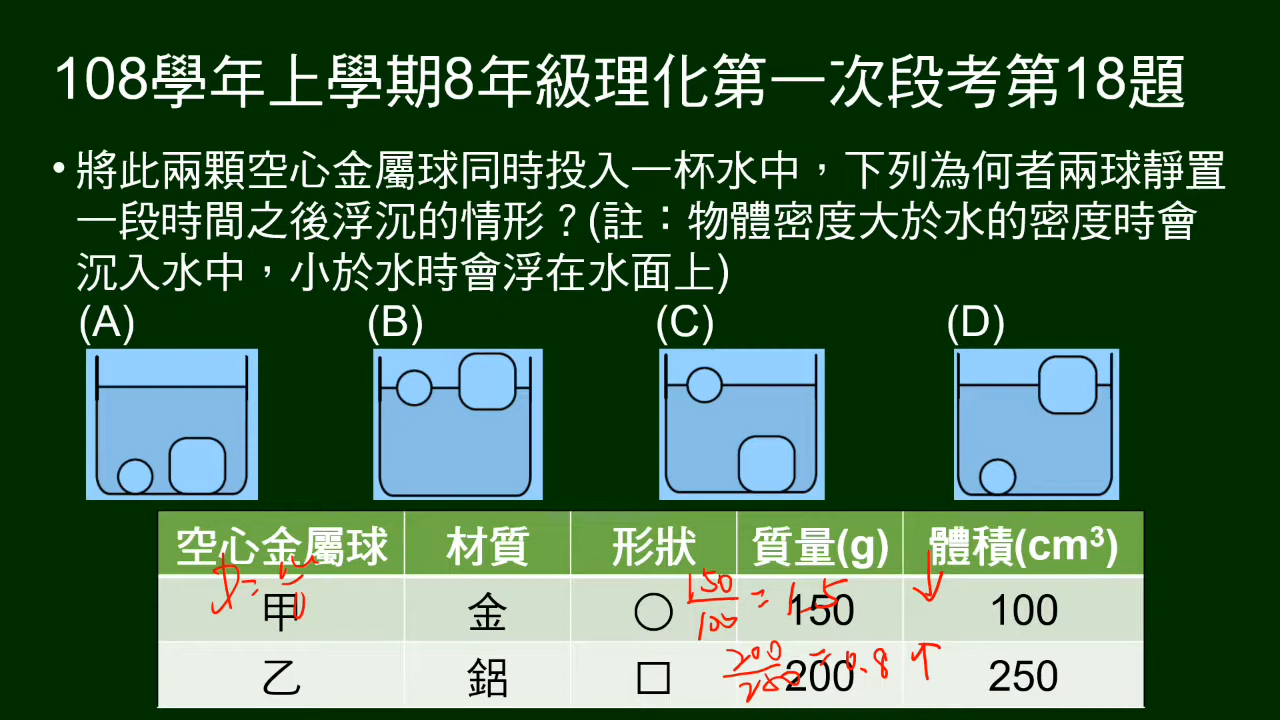 108學年上學期8年級理化第一次段考第18題
•將此兩顆空心金屬球同時投入一杯水中，下列為何者兩球靜置
一段時間之後浮沉的情形？(註：物體密度大於水的密度時會
沉入水中，小於水時會浮在水面上)
(A) (B) (C) (D)
空心金屬球 材質 形狀 質量(g) 體積(cm³)
甲 金 ○ 150 100
150/100 = 1.5 ↓
乙 鋁 □ 200 250
200/250 = 0.8 ↑